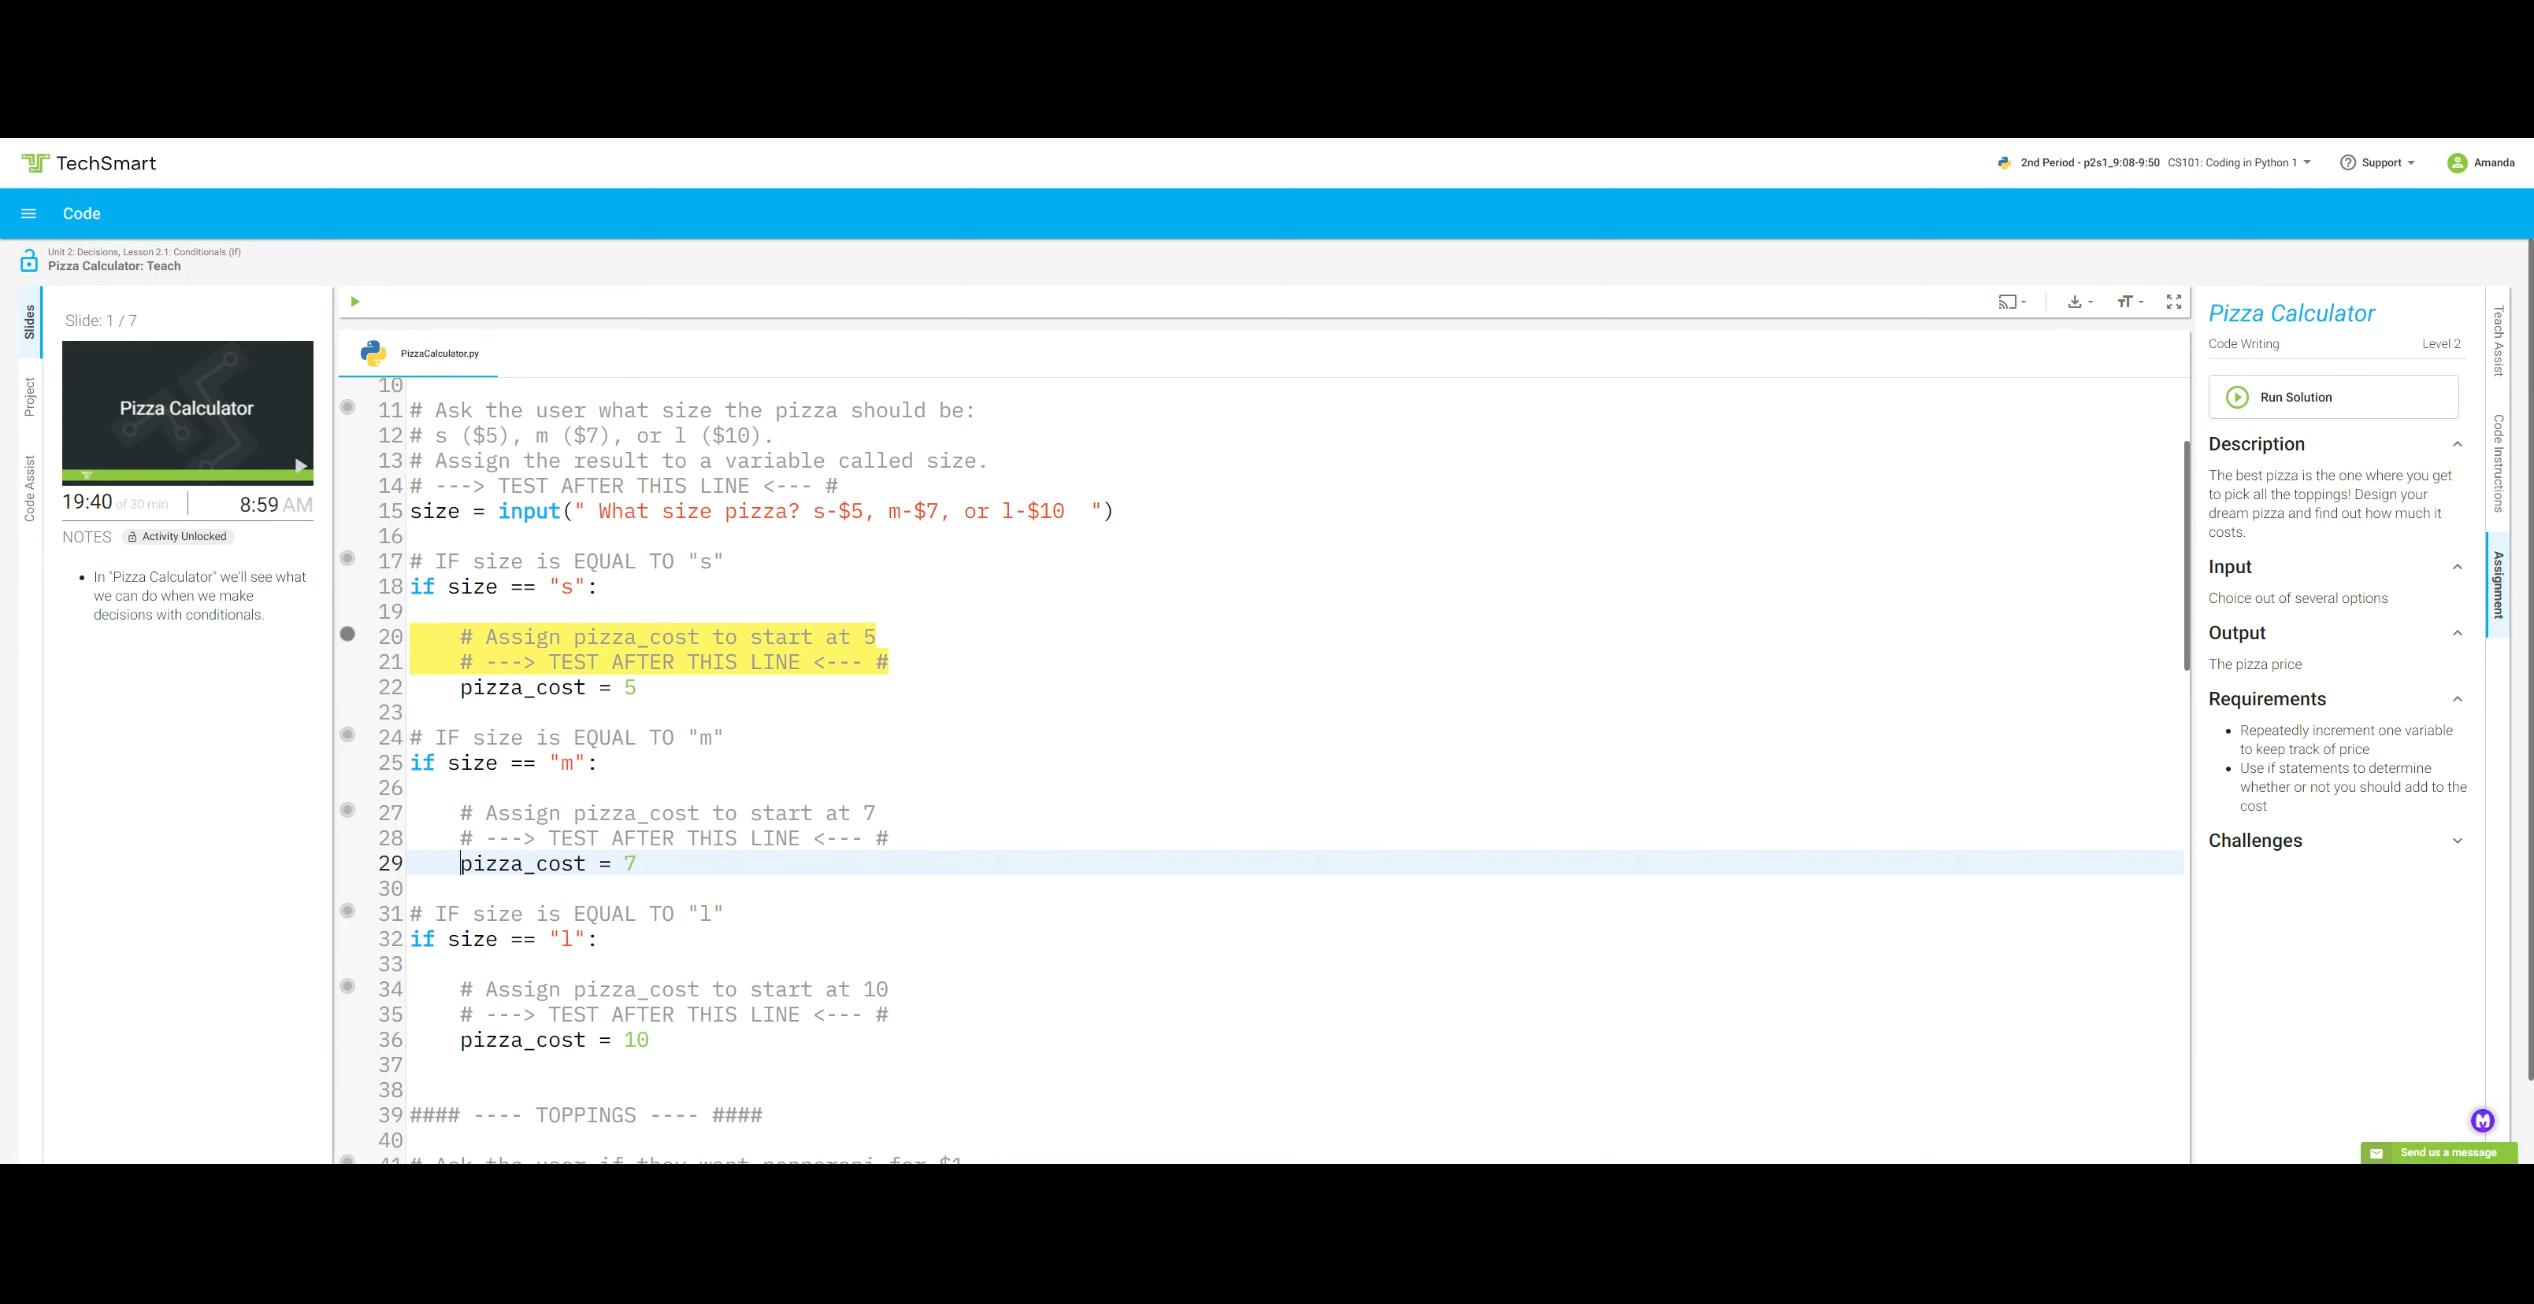 TechSmart
2nd Period - p2s1_9:08-9:50 CS101: Coding in Python 1
Support
Amanda
Code
Unit 2: Decisions, Lesson 2.1: Conditionals (If)
Pizza Calculator: Teach
Slides
Project
Code Assist
Slide: 1 / 7
Pizza Calculator
19:40 of 30 min
8:59 AM
NOTES Activity Unlocked
• In "Pizza Calculator" we'll see what
we can do when we make
decisions with conditionals.
PizzaCalculator.py
10
11 # Ask the user what size the pizza should be:
12 # s ($5), m ($7), or l ($10).
13 # Assign the result to a variable called size.
14 # ---> TEST AFTER THIS LINE <--- #
15 size = input(" What size pizza? s-$5, m-$7, or l-$10  ")
16
17 # IF size is EQUAL TO "s"
18 if size == "s":
19
20     # Assign pizza_cost to start at 5
21     # ---> TEST AFTER THIS LINE <--- #
22     pizza_cost = 5
23
24 # IF size is EQUAL TO "m"
25 if size == "m":
26
27     # Assign pizza_cost to start at 7
28     # ---> TEST AFTER THIS LINE <--- #
29     pizza_cost = 7
30
31 # IF size is EQUAL TO "l"
32 if size == "l":
33
34     # Assign pizza_cost to start at 10
35     # ---> TEST AFTER THIS LINE <--- #
36     pizza_cost = 10
37
38
39 #### ---- TOPPINGS ---- ####
40
41 # Ask the user if they want pepperoni for $1
Pizza Calculator
Code Writing
Level 2
Run Solution
Description
The best pizza is the one where you get
to pick all the toppings! Design your
dream pizza and find out how much it
costs.
Input
Choice out of several options
Output
The pizza price
Requirements
• Repeatedly increment one variable
to keep track of price
• Use if statements to determine
whether or not you should add to the
cost
Challenges
Teach Assist
Code Instructions
Assignment
Send us a message